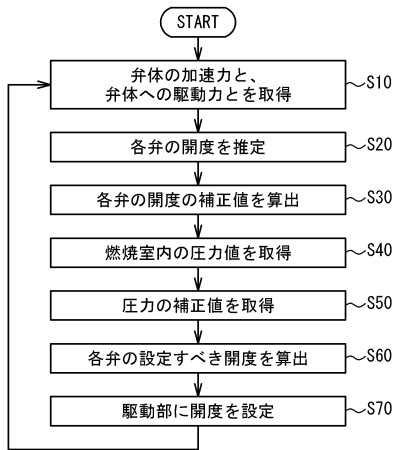 START
弁体の加速力と、
弁体への駆動力とを取得
S10
各弁の開度を推定
S20
各弁の開度の補正値を算出
S30
燃焼室内の圧力値を取得
S40
圧力の補正値を取得
S50
各弁の設定すべき開度を算出
S60
駆動部に開度を設定
S70